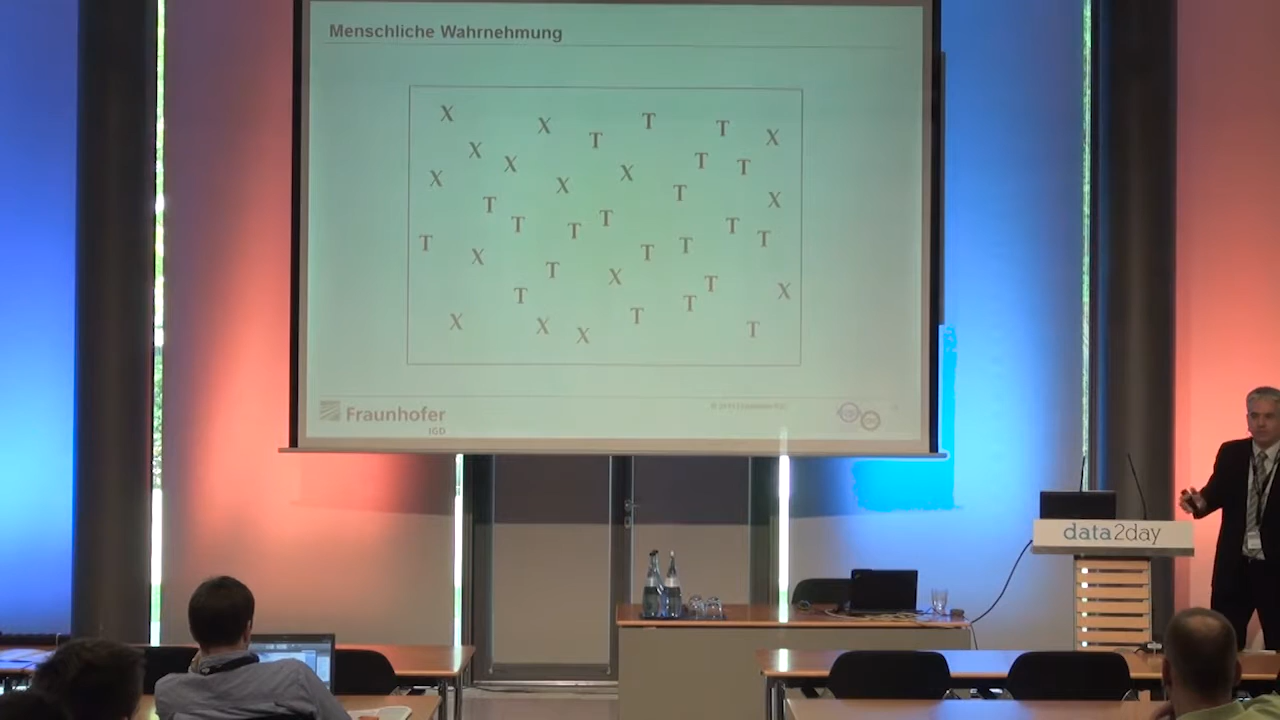 Menschliche Wahrnehmung
X X T T T X
X X T T
X X X T X
T T T T T T
T X T T
T X T X
T T
X X X T T
Fraunhofer
IGD
data2day